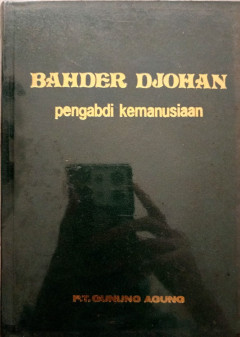 BAHDER DJOHAN
pengabdi kemanusiaan
P.T. GUNUNG AGUNG